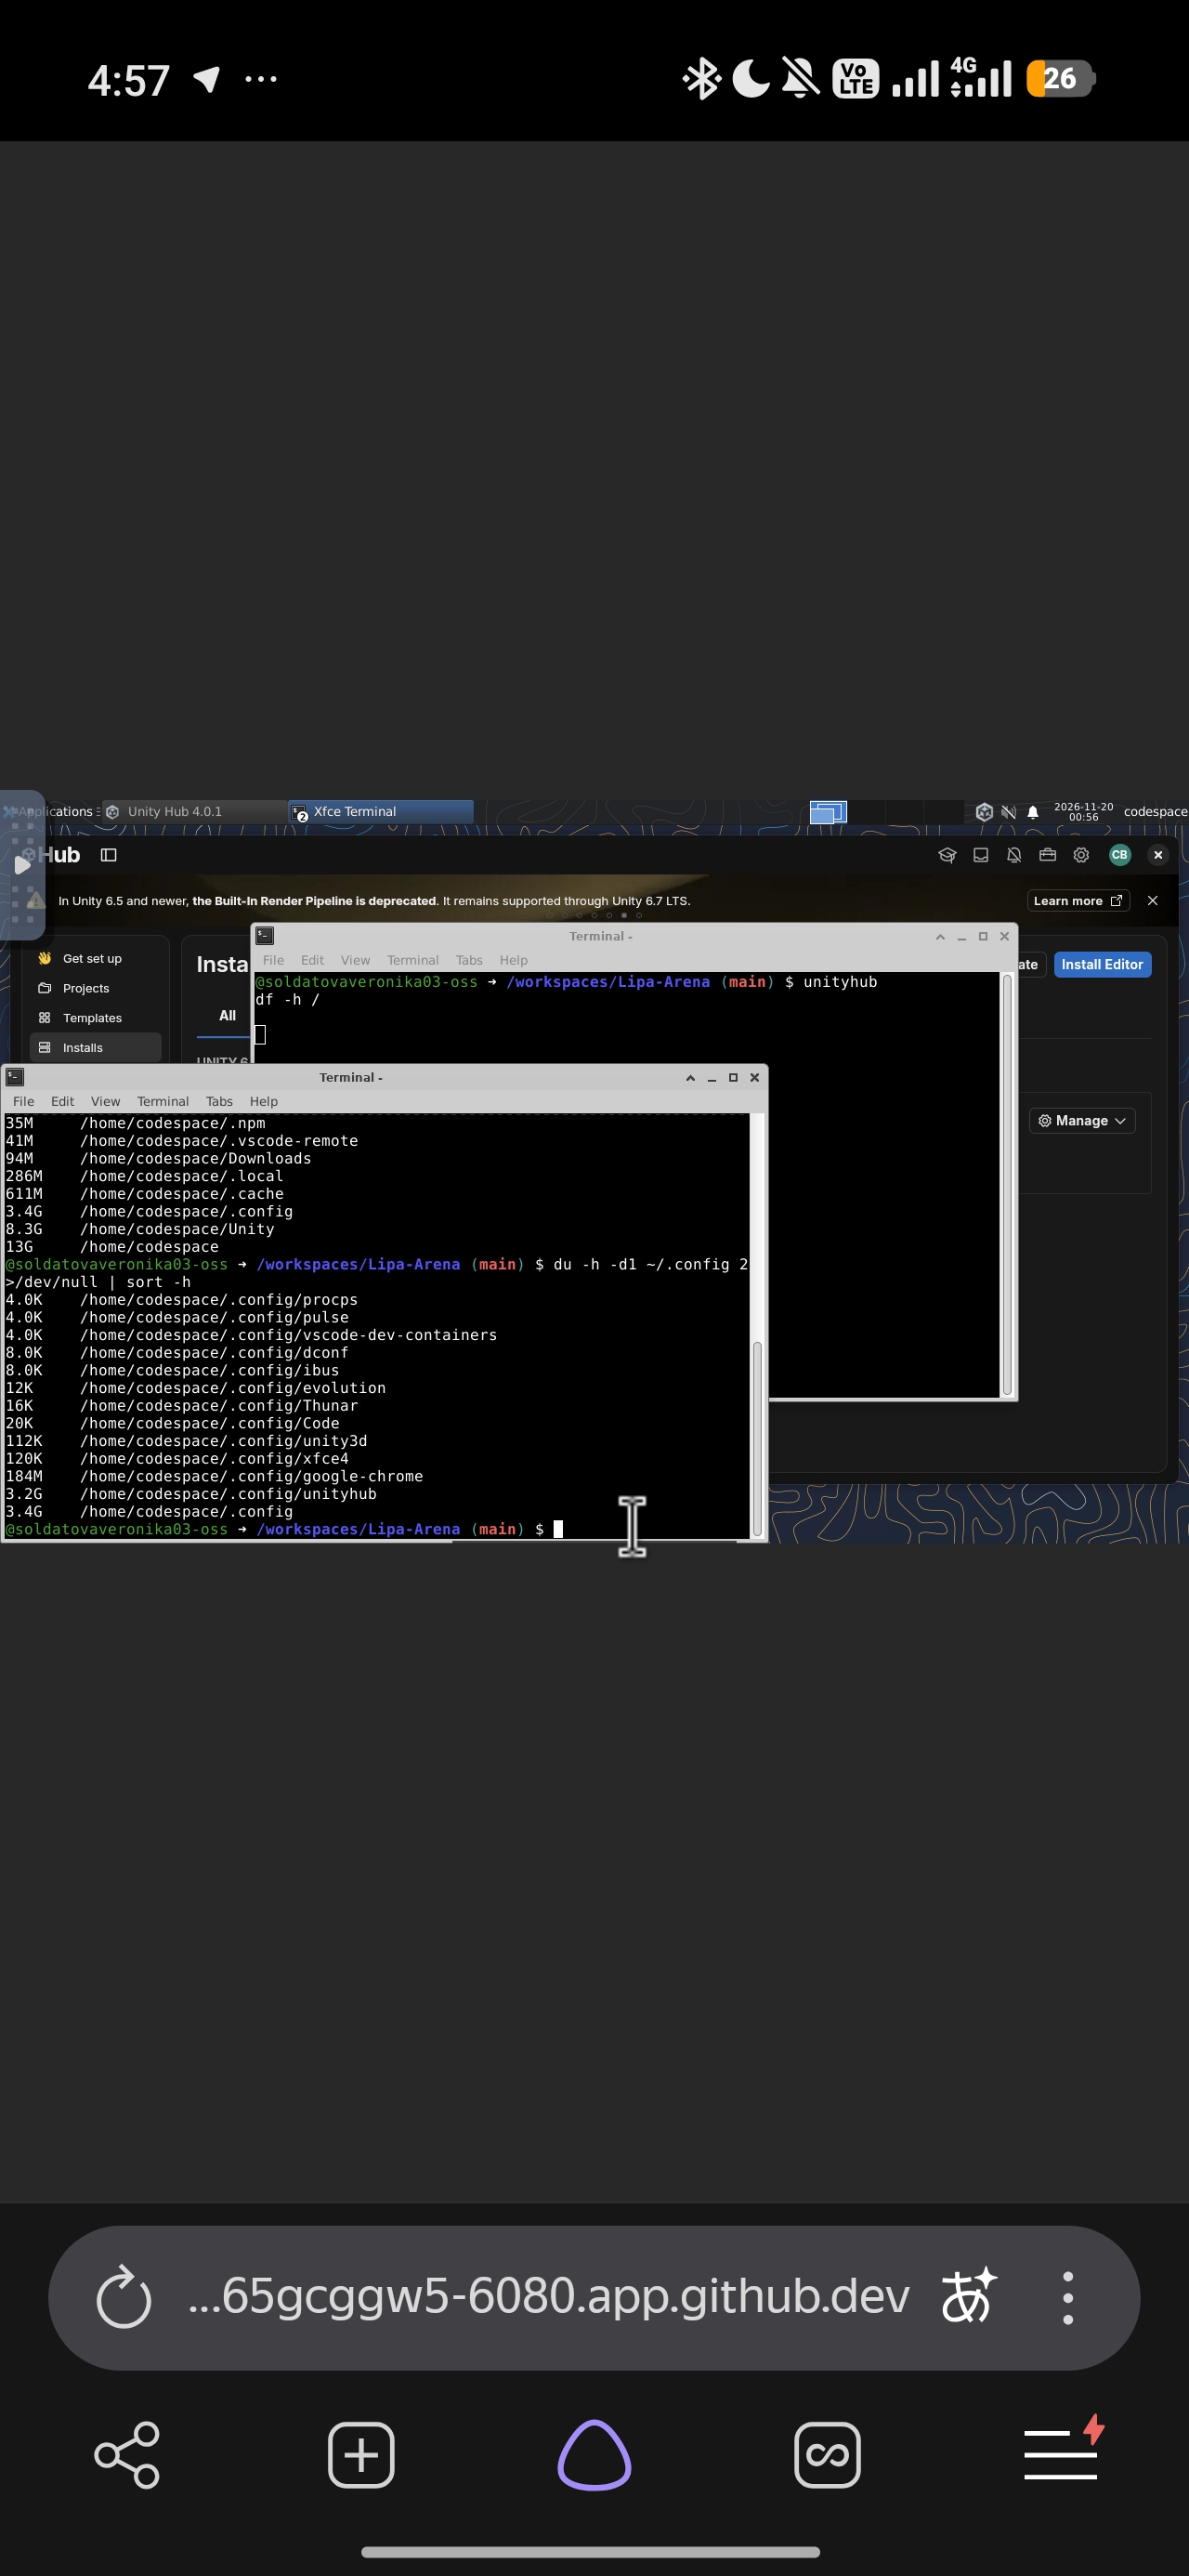 4:57
Vo
LTE
4G
26
Applications
Unity Hub 4.0.1
2
Xfce Terminal
2026-11-20
00:56
codespace
Hub
CB
In Unity 6.5 and newer, the Built-In Render Pipeline is deprecated. It remains supported through Unity 6.7 LTS.
Learn more
Get set up
Projects
Templates
Installs
Insta
All
UNITY 6
ate
Install Editor
Manage
Terminal -
File Edit View Terminal Tabs Help
@soldatovaveronika03-oss → /workspaces/Lipa-Arena (main) $ unityhub
df -h /
Terminal -
File Edit View Terminal Tabs Help
35M /home/codespace/.npm
41M /home/codespace/.vscode-remote
94M /home/codespace/Downloads
286M /home/codespace/.local
611M /home/codespace/.cache
3.4G /home/codespace/.config
8.3G /home/codespace/Unity
13G /home/codespace
@soldatovaveronika03-oss → /workspaces/Lipa-Arena (main) $ du -h -d1 ~/.config 2
>/dev/null | sort -h
4.0K /home/codespace/.config/procps
4.0K /home/codespace/.config/pulse
4.0K /home/codespace/.config/vscode-dev-containers
8.0K /home/codespace/.config/dconf
8.0K /home/codespace/.config/ibus
12K /home/codespace/.config/evolution
16K /home/codespace/.config/Thunar
20K /home/codespace/.config/Code
112K /home/codespace/.config/unity3d
120K /home/codespace/.config/xfce4
184M /home/codespace/.config/google-chrome
3.2G /home/codespace/.config/unityhub
3.4G /home/codespace/.config
@soldatovaveronika03-oss → /workspaces/Lipa-Arena (main) $
...65gcggw5-6080.app.github.dev
あ